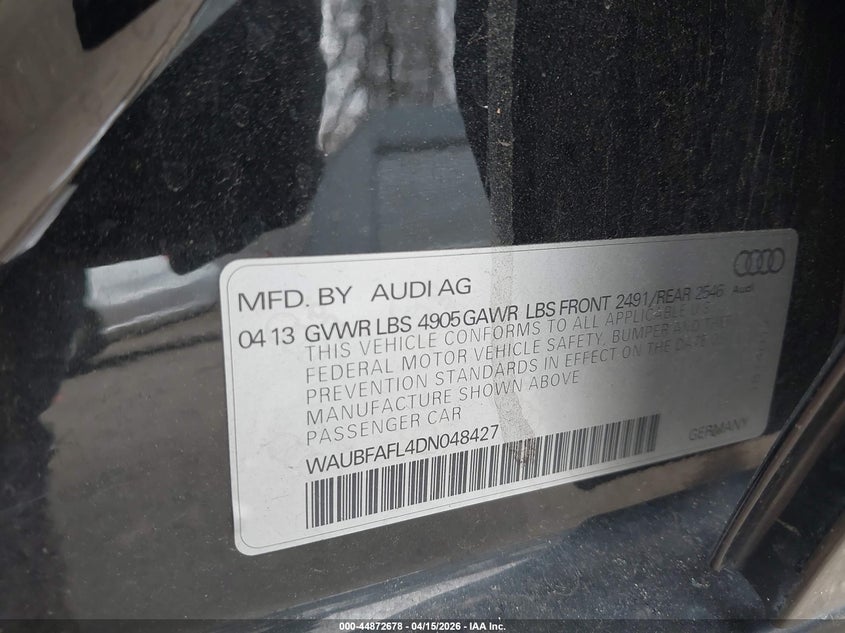 MFD. BY AUDI AG
Audi
04 13 GVWR LBS 4905 GAWR LBS FRONT 2491/REAR 2546
THIS VEHICLE CONFORMS TO ALL APPLICABLE U.S.
FEDERAL MOTOR VEHICLE SAFETY, BUMPER AND THEFT
PREVENTION STANDARDS IN EFFECT ON THE DATE OF
MANUFACTURE SHOWN ABOVE
PASSENGER CAR
WAUBFAFL4DN048427
GERMANY
000-44872678 - 04/15/2026 - IAA Inc.